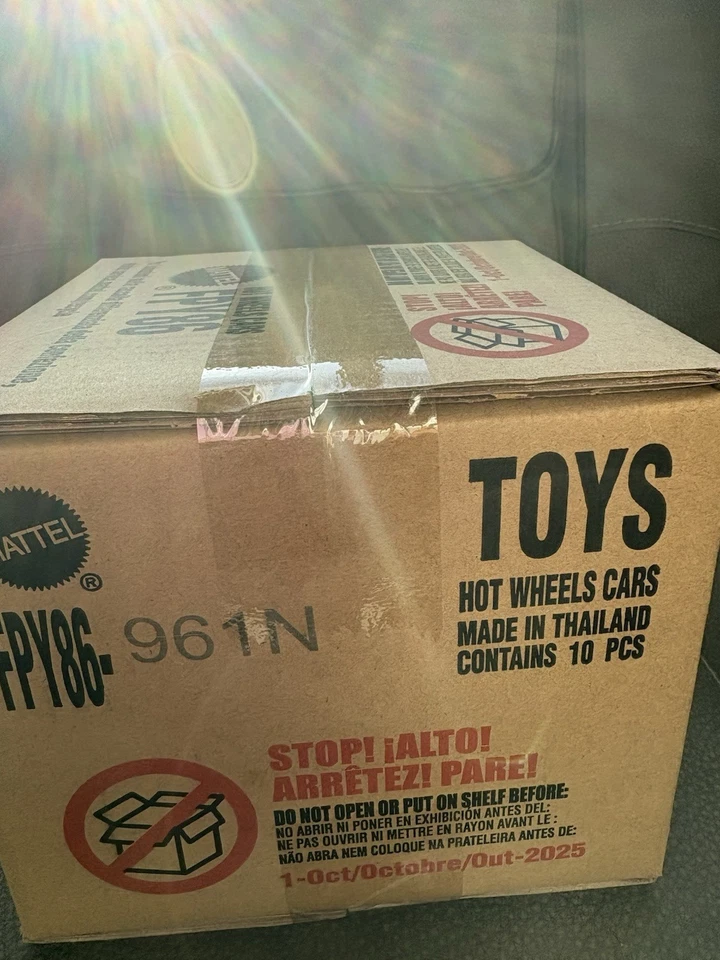 FPY86
MATTEL
®
FPY86-
961N
TOYS
HOT WHEELS CARS
MADE IN THAILAND
CONTAINS 10 PCS
STOP! ¡ALTO!
ARRÊTEZ! PARE!
DO NOT OPEN OR PUT ON SHELF BEFORE:
NO ABRIR NI PONER EN EXHIBICIÓN ANTES DEL:
NE PAS OUVRIR NI METTRE EN RAYON AVANT LE :
NÃO ABRA NEM COLOQUE NA PRATELEIRA ANTES DE:
1-Oct/Octobre/Out-2025